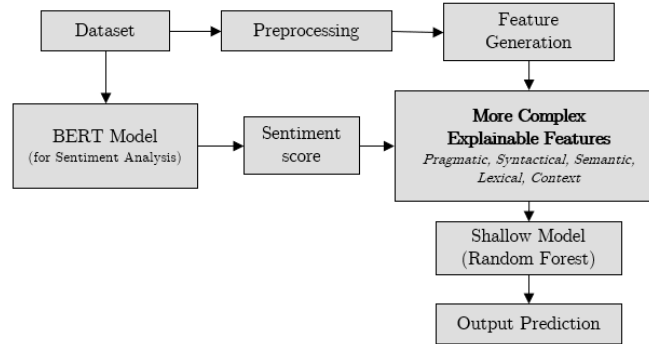 Dataset
Preprocessing
Feature
Generation
BERT Model
(for Sentiment Analysis)
Sentiment
score
More Complex
Explainable Features
Pragmatic, Syntactical, Semantic,
Lexical, Context
Shallow Model
(Random Forest)
Output Prediction